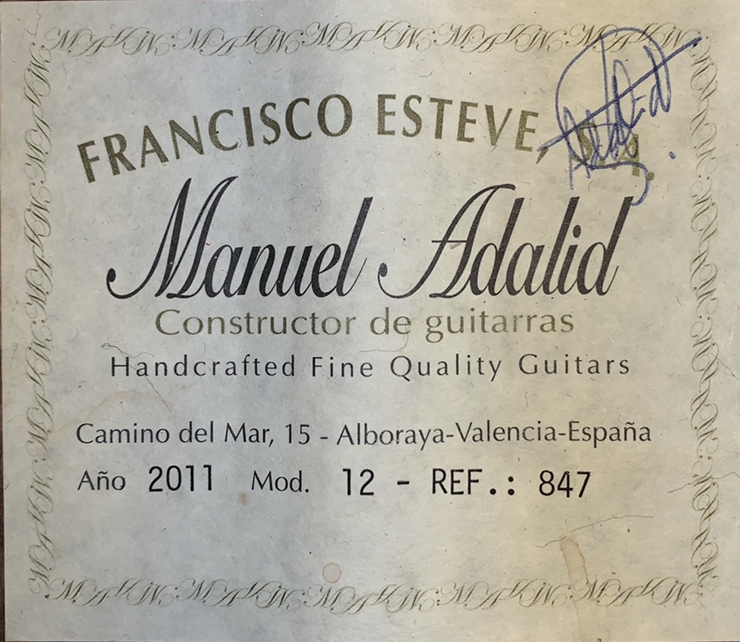 FRANCISCO ESTEVE, S.A.
Manuel Adalid
Constructor de guitarras
Handcrafted Fine Quality Guitars
Camino del Mar, 15 - Alboraya-Valencia-España
Año 2011 Mod. 12 - REF.: 847